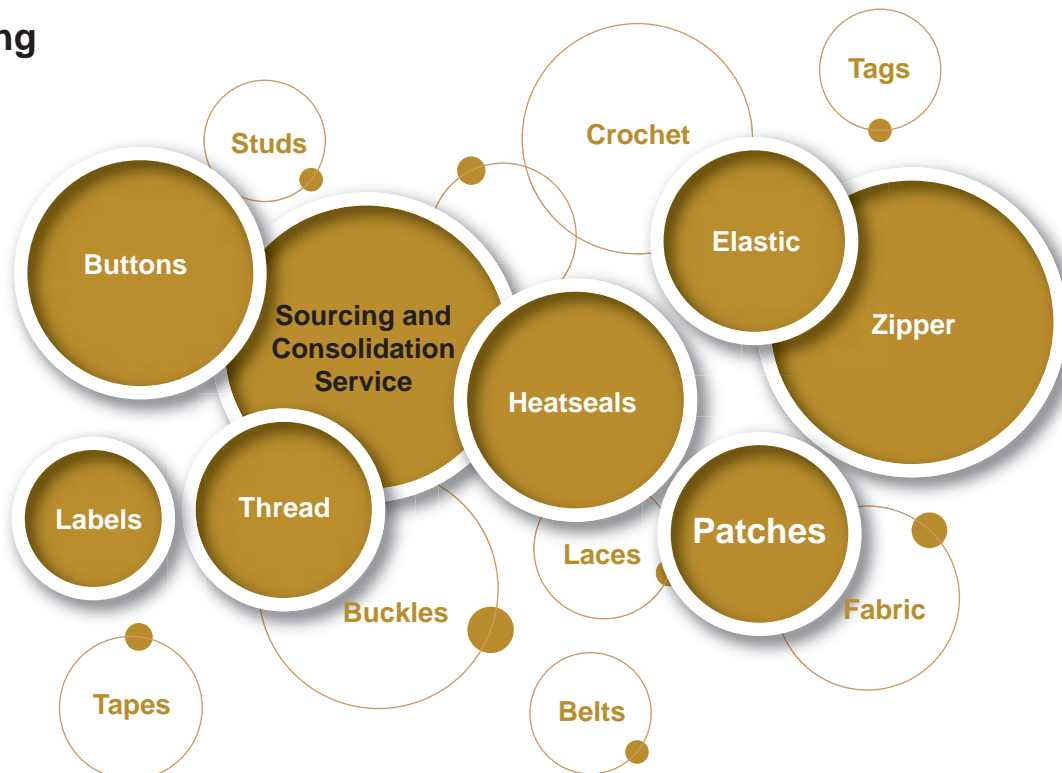 ng
Tags
Studs
Crochet
Elastic
Buttons
Sourcing and
Consolidation
Service
Zipper
Heatseals
Labels
Thread
Patches
Laces
Buckles
Fabric
Tapes
Belts